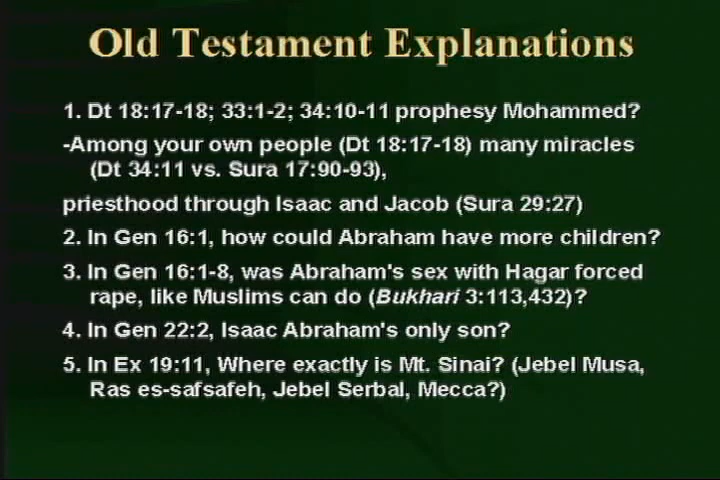 Old Testament Explanations
1. Dt 18:17-18; 33:1-2; 34:10-11 prophesy Mohammed?
-Among your own people (Dt 18:17-18) many miracles
(Dt 34:11 vs. Sura 17:90-93),
priesthood through Isaac and Jacob (Sura 29:27)
2. In Gen 16:1, how could Abraham have more children?
3. In Gen 16:1-8, was Abraham's sex with Hagar forced
rape, like Muslims can do (Bukhari 3:113,432)?
4. In Gen 22:2, Isaac Abraham's only son?
5. In Ex 19:11, Where exactly is Mt. Sinai? (Jebel Musa,
Ras es-safsafeh, Jebel Serbal, Mecca?)